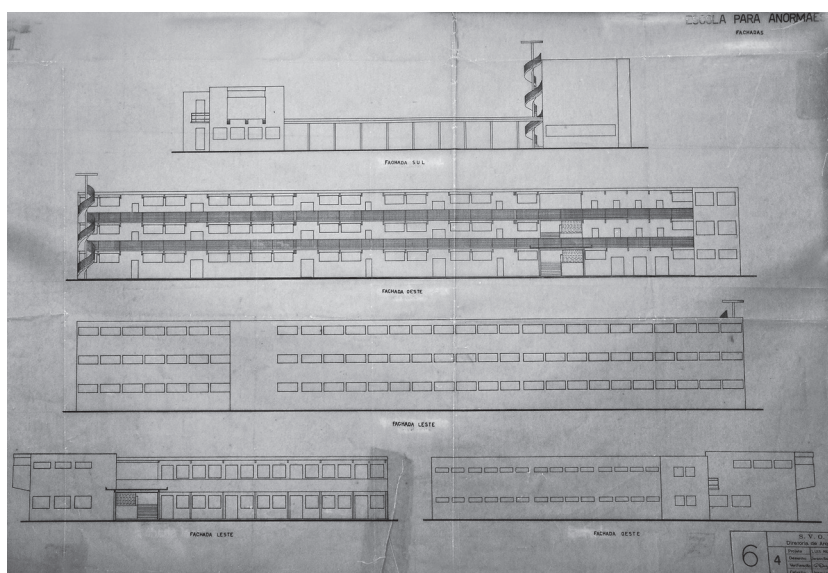 ESCOLA PARA ANORMAES
FACHADAS
FACHADA SUL
FACHADA OESTE
FACHADA LESTE
FACHADA LESTE
FACHADA OESTE
S. V. O.
6
4